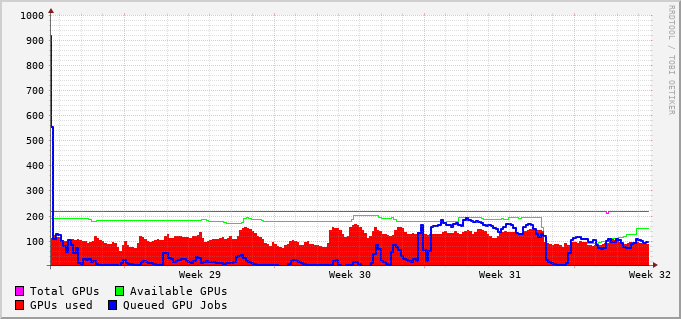 1000
900
800
700
600
500
400
300
200
100
Week 29 Week 30 Week 31 Week 32
Total GPUs Available GPUs
GPUs used Queued GPU Jobs
RRDTOOL / TOBI OETIKER